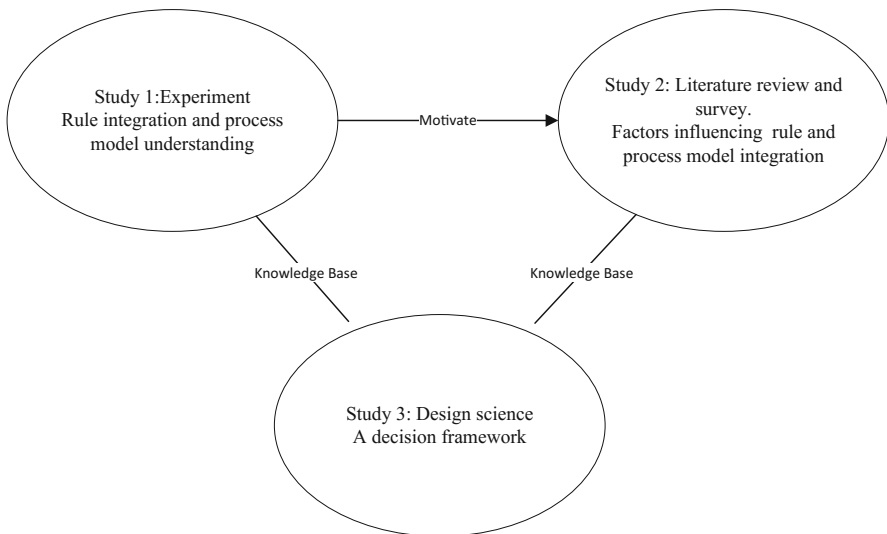 Study 1:Experiment
Rule integration and process
model understanding
Motivate
Study 2: Literature review and
survey.
Factors influencing rule and
process model integration
Knowledge Base
Knowledge Base
Study 3: Design science
A decision framework